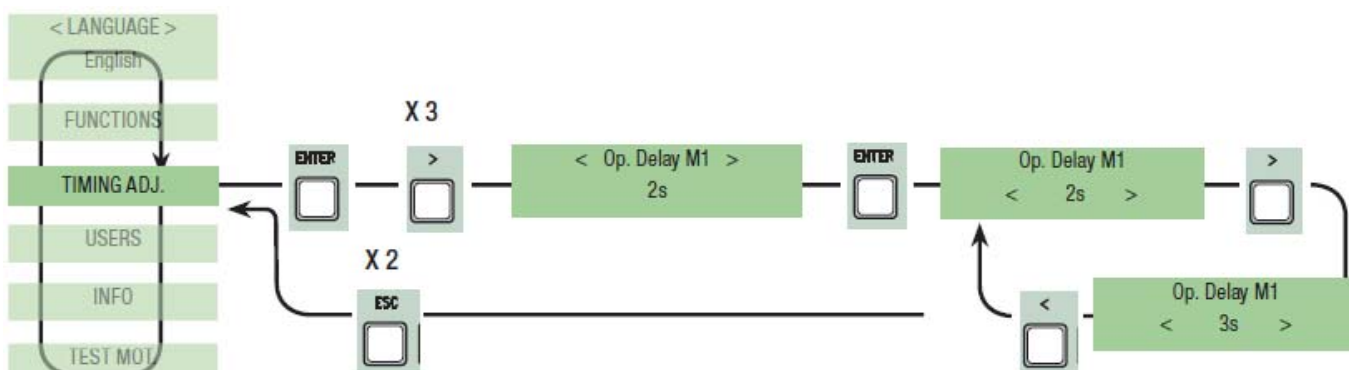 < LANGUAGE >
English
FUNCTIONS
TIMING ADJ.
USERS
INFO
TEST MOT.
ENTER
X 3
>
< Op. Delay M1 >
2s
ENTER
Op. Delay M1
< 2s >
>
X 2
ESC
<
Op. Delay M1
< 3s >